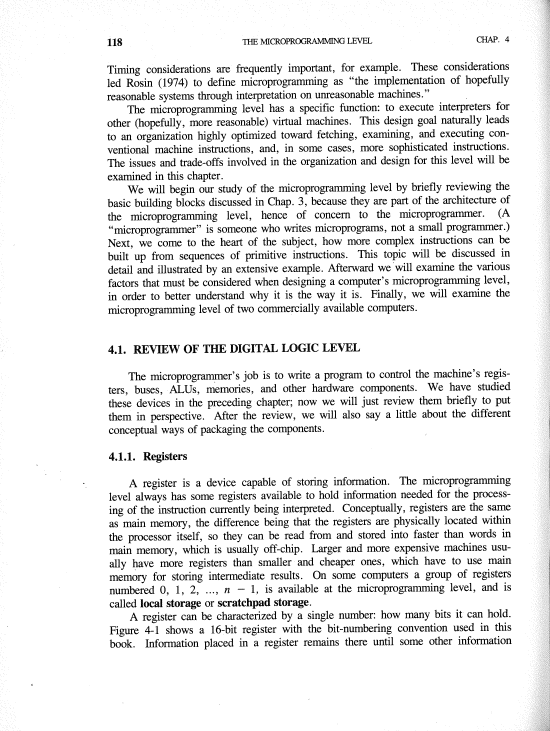 118 THE MICROPROGRAMMING LEVEL CHAP. 4
Timing considerations are frequently important, for example. These considerations
led Rosin (1974) to define microprogramming as "the implementation of hopefully
reasonable systems through interpretation on unreasonable machines."
The microprogramming level has a specific function: to execute interpreters for
other (hopefully, more reasonable) virtual machines. This design goal naturally leads
to an organization highly optimized toward fetching, examining, and executing con-
ventional machine instructions, and, in some cases, more sophisticated instructions.
The issues and trade-offs involved in the organization and design for this level will be
examined in this chapter.
We will begin our study of the microprogramming level by briefly reviewing the
basic building blocks discussed in Chap. 3, because they are part of the architecture of
the microprogramming level, hence of concern to the microprogrammer. (A
"microprogrammer" is someone who writes microprograms, not a small programmer.)
Next, we come to the heart of the subject, how more complex instructions can be
built up from sequences of primitive instructions. This topic will be discussed in
detail and illustrated by an extensive example. Afterward we will examine the various
factors that must be considered when designing a computer's microprogramming level,
in order to better understand why it is the way it is. Finally, we will examine the
microprogramming level of two commercially available computers.
4.1. REVIEW OF THE DIGITAL LOGIC LEVEL
The microprogrammer's job is to write a program to control the machine's regis-
ters, buses, ALUs, memories, and other hardware components. We have studied
these devices in the preceding chapter; now we will just review them briefly to put
them in perspective. After the review, we will also say a little about the different
conceptual ways of packaging the components.
4.1.1. Registers
A register is a device capable of storing information. The microprogramming
level always has some registers available to hold information needed for the process-
ing of the instruction currently being interpreted. Conceptually, registers are the same
as main memory, the difference being that the registers are physically located within
the processor itself, so they can be read from and stored into faster than words in
main memory, which is usually off-chip. Larger and more expensive machines usu-
ally have more registers than smaller and cheaper ones, which have to use main
memory for storing intermediate results. On some computers a group of registers
numbered 0, 1, 2, ..., n − 1, is available at the microprogramming level, and is
called local storage or scratchpad storage.
A register can be characterized by a single number: how many bits it can hold.
Figure 4-1 shows a 16-bit register with the bit-numbering convention used in this
book. Information placed in a register remains there until some other information